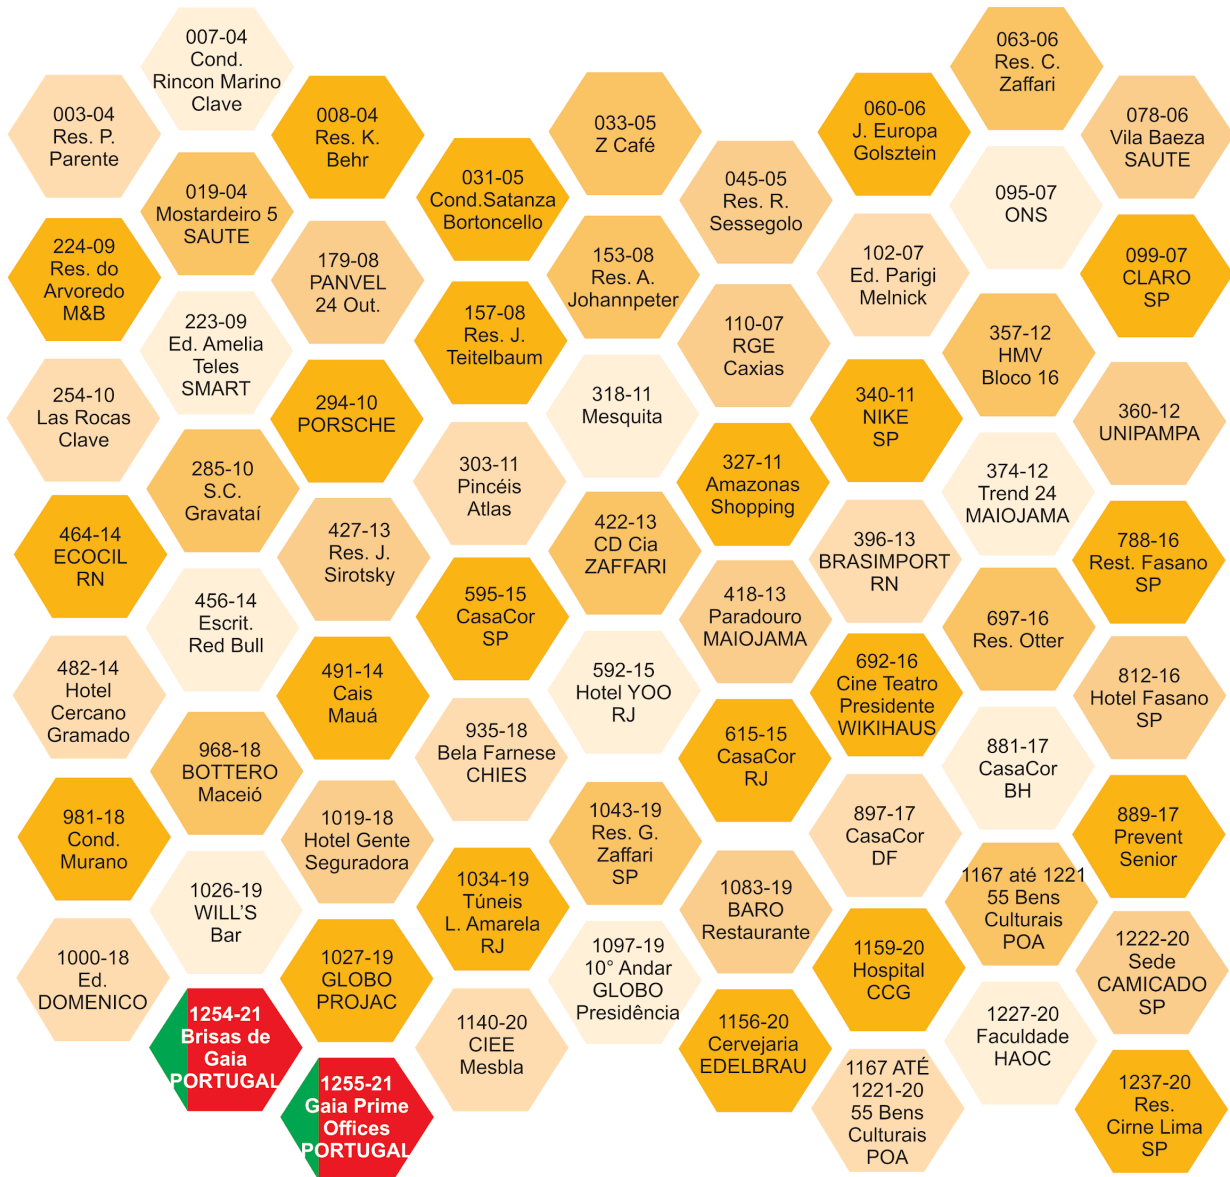 007-04
Cond.
Rincon Marino
Clave
063-06
Res. C.
Zaffari
003-04
Res. P.
Parente
008-04
Res. K.
Behr
033-05
Z Café
060-06
J. Europa
Golsztein
078-06
Vila Baeza
SAUTE
019-04
Mostardeiro 5
SAUTE
031-05
Cond.Satanza
Bortoncello
045-05
Res. R.
Sessegolo
095-07
ONS
224-09
Res. do
Arvoredo
M&B
179-08
PANVEL
24 Out.
153-08
Res. A.
Johannpeter
102-07
Ed. Parigi
Melnick
099-07
CLARO
SP
223-09
Ed. Amelia
Teles
SMART
157-08
Res. J.
Teitelbaum
110-07
RGE
Caxias
357-12
HMV
Bloco 16
254-10
Las Rocas
Clave
294-10
PORSCHE
318-11
Mesquita
340-11
NIKE
SP
360-12
UNIPAMPA
285-10
S.C.
Gravataí
303-11
Pincéis
Atlas
327-11
Amazonas
Shopping
374-12
Trend 24
MAIOJAMA
464-14
ECOCIL
RN
427-13
Res. J.
Sirotsky
422-13
CD Cia
ZAFFARI
396-13
BRASIMPORT
RN
788-16
Rest. Fasano
SP
456-14
Escrit.
Red Bull
595-15
CasaCor
SP
418-13
Paradouro
MAIOJAMA
697-16
Res. Otter
482-14
Hotel
Cercano
Gramado
491-14
Cais
Mauá
592-15
Hotel YOO
RJ
692-16
Cine Teatro
Presidente
WIKIHAUS
812-16
Hotel Fasano
SP
968-18
BOTTERO
Maceió
935-18
Bela Farnese
CHIES
615-15
CasaCor
RJ
881-17
CasaCor
BH
981-18
Cond.
Murano
1019-18
Hotel Gente
Seguradora
1043-19
Res. G.
Zaffari
SP
897-17
CasaCor
DF
889-17
Prevent
Senior
1026-19
WILL'S
Bar
1034-19
Túneis
L. Amarela
RJ
1083-19
BARO
Restaurante
1167 até 1221
55 Bens
Culturais
POA
1000-18
Ed.
DOMENICO
1027-19
GLOBO
PROJAC
1097-19
10° Andar
GLOBO
Presidência
1159-20
Hospital
CCG
1222-20
Sede
CAMICADO
SP
1254-21
Brisas de
Gaia
PORTUGAL
1140-20
CIEE
Mesbla
1156-20
Cervejaria
EDELBRAU
1227-20
Faculdade
HAOC
1255-21
Gaia Prime
Offices
PORTUGAL
1167 ATÉ
1221-20
55 Bens
Culturais
POA
1237-20
Res.
Cirne Lima
SP